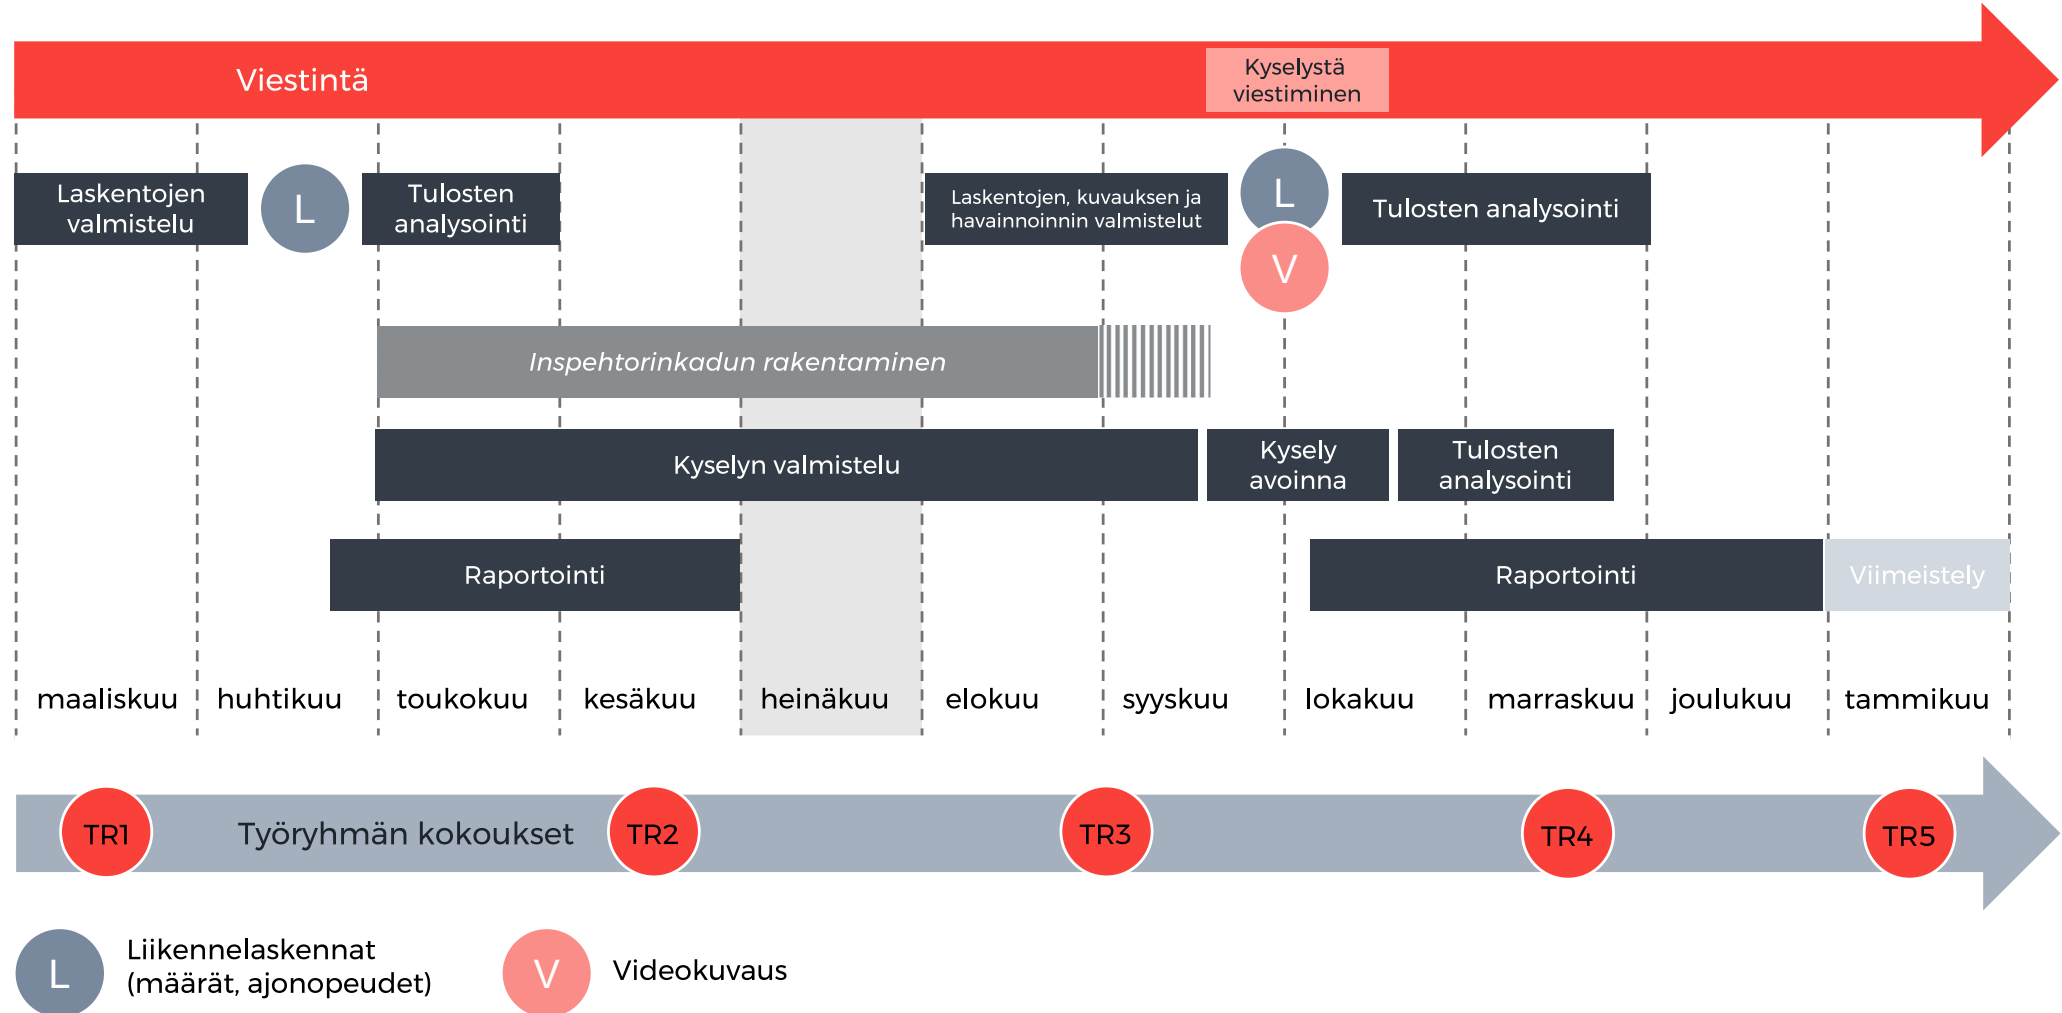 Viestintä
Kyselystä
viestiminen
Laskentojen
valmistelu
L
Tulosten
analysointi
Laskentojen, kuvauksen ja
havainnoinnin valmistelut
L
V
Tulosten analysointi
Inspehtorinkadun rakentaminen
Kyselyn valmistelu
Kysely
avoinna
Tulosten
analysointi
Raportointi
Raportointi
Viimeistely
maaliskuu
huhtikuu
toukokuu
kesäkuu
heinäkuu
elokuu
syyskuu
lokakuu
marraskuu
joulukuu
tammikuu
TR1
Työryhmän kokoukset
TR2
TR3
TR4
TR5
L
Liikennelaskennat
(määrät, ajonopeudet)
V
Videokuvaus